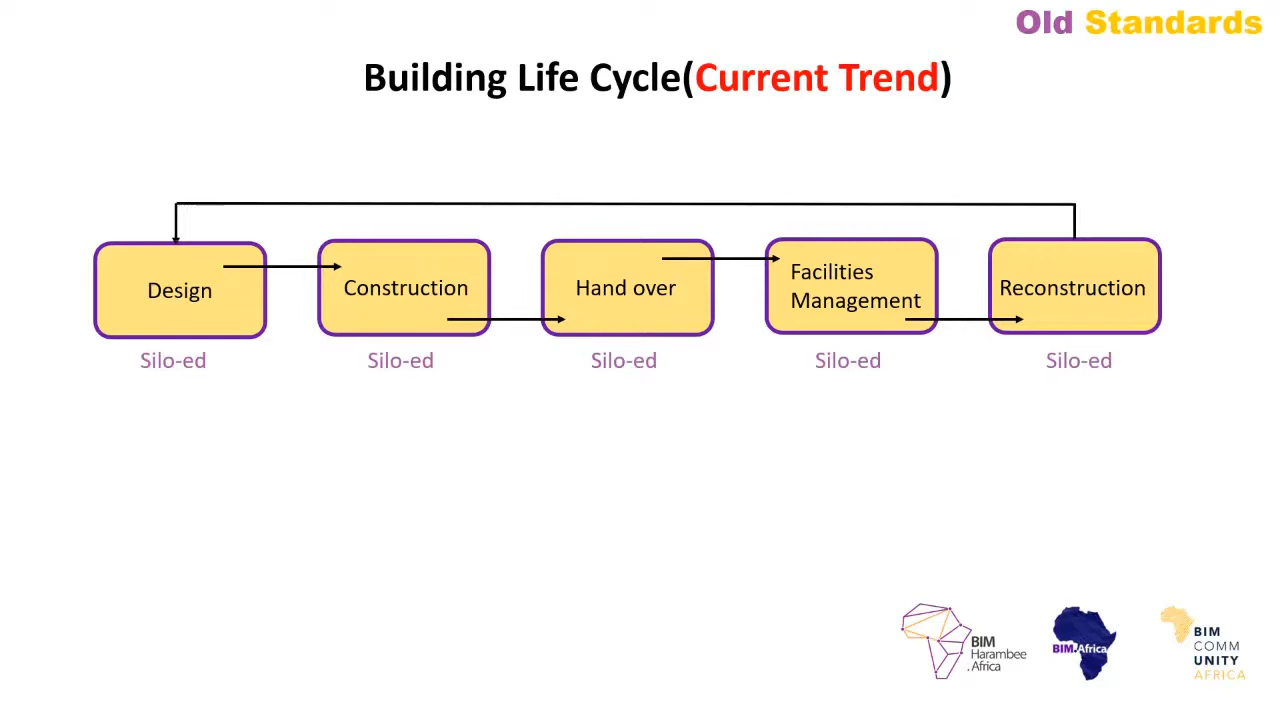 Old Standards
Building Life Cycle(Current Trend)
Design
Construction
Hand over
Facilities
Management
Reconstruction
Silo-ed
Silo-ed
Silo-ed
Silo-ed
Silo-ed
BIM
Harambee
.Africa
BIM.Africa
BIM
COMM
UNITY
AFRICA